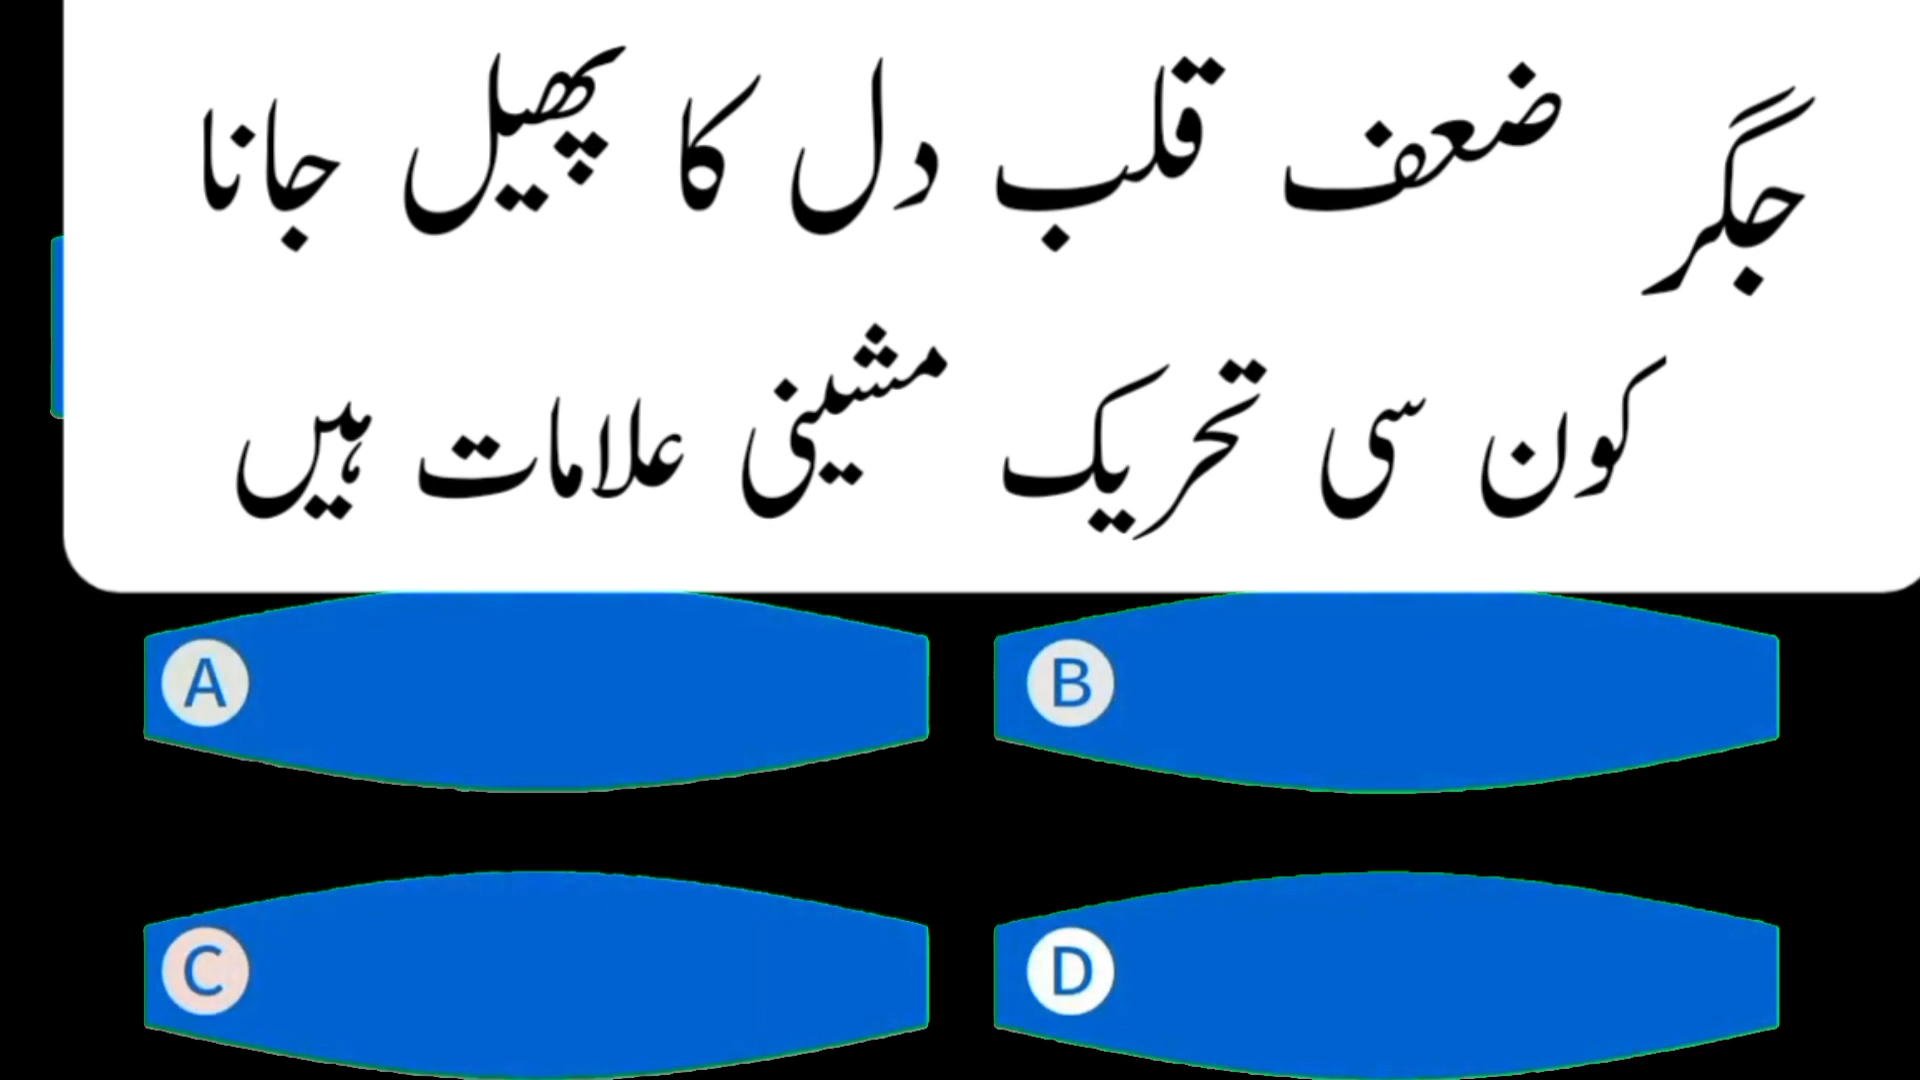 جگر ضعف قلب دل کا پھیل جانا
کون سی تحریک مشینی علامات ہیں
A
B
C
D